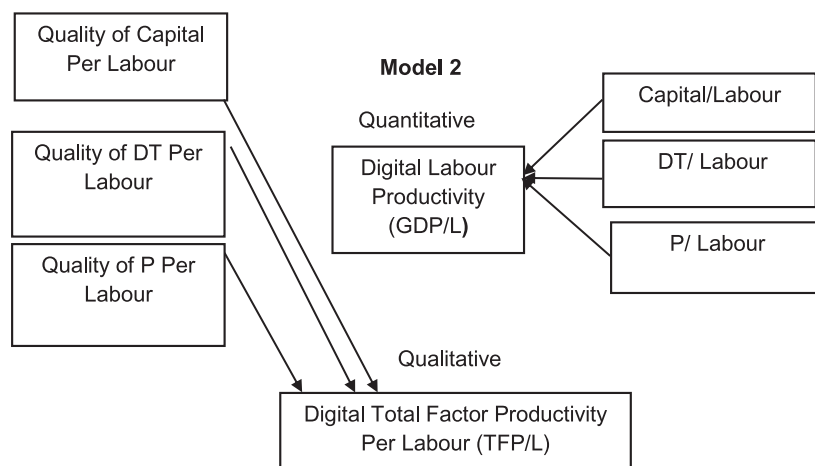 Quality of Capital
Per Labour
Model 2
Capital/Labour
Quantitative
Quality of DT Per
Labour
Digital Labour
Productivity
(GDP/L)
DT/ Labour
P/ Labour
Quality of P Per
Labour
Qualitative
Digital Total Factor Productivity
Per Labour (TFP/L)